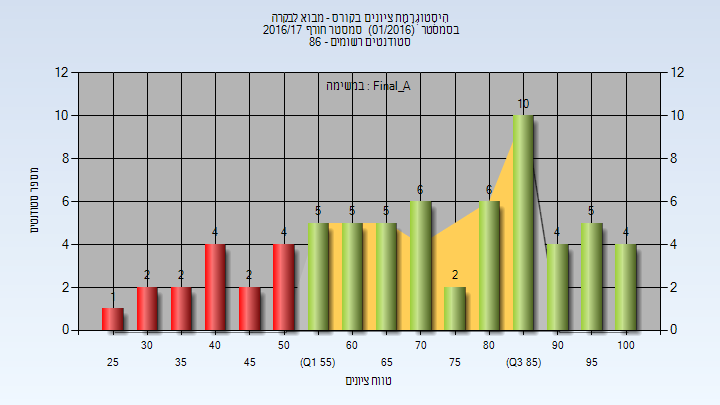 הִיסְטוֹגְרָמַת ציונים בקורס - מבוא לבקרה
בסמסטר (01/2016) סמסטר חורף 2016/17
סטודנטים רשומים - 86
במשימה : Final_A
מספר סטודנטים
12 12
10 10
8 8
6 6
4 4
2 2
0 0
1 2 2 4 2 4 5 5 5 6 2 6 10 4 5 4
30 40 50 60 70 80 90 100
25 35 45 (Q1 55) 65 75 (Q3 85) 95
טווח ציונים